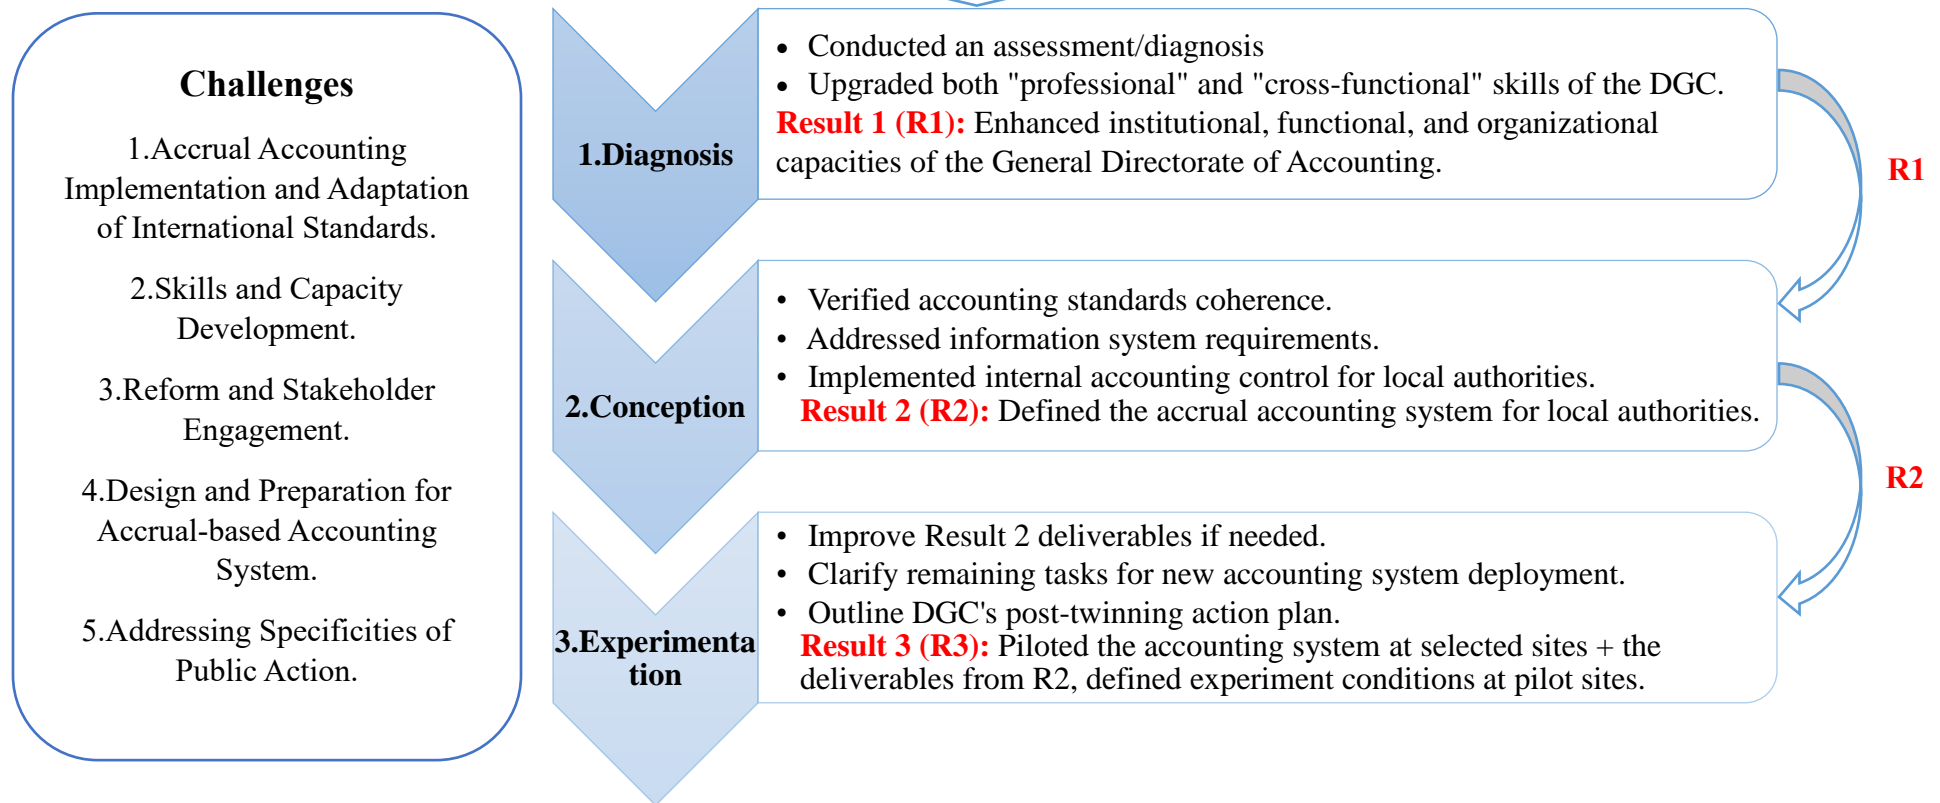 Challenges
1.Accrual Accounting
Implementation and Adaptation
of International Standards.
2.Skills and Capacity
Development.
3.Reform and Stakeholder
Engagement.
4.Design and Preparation for
Accrual-based Accounting
System.
5.Addressing Specificities of
Public Action.
1.Diagnosis
• Conducted an assessment/diagnosis
• Upgraded both "professional" and "cross-functional" skills of the DGC.
Result 1 (R1): Enhanced institutional, functional, and organizational
capacities of the General Directorate of Accounting.
R1
2.Conception
• Verified accounting standards coherence.
• Addressed information system requirements.
• Implemented internal accounting control for local authorities.
Result 2 (R2): Defined the accrual accounting system for local authorities.
R2
3.Experimenta
tion
• Improve Result 2 deliverables if needed.
• Clarify remaining tasks for new accounting system deployment.
• Outline DGC's post-twinning action plan.
Result 3 (R3): Piloted the accounting system at selected sites + the
deliverables from R2, defined experiment conditions at pilot sites.